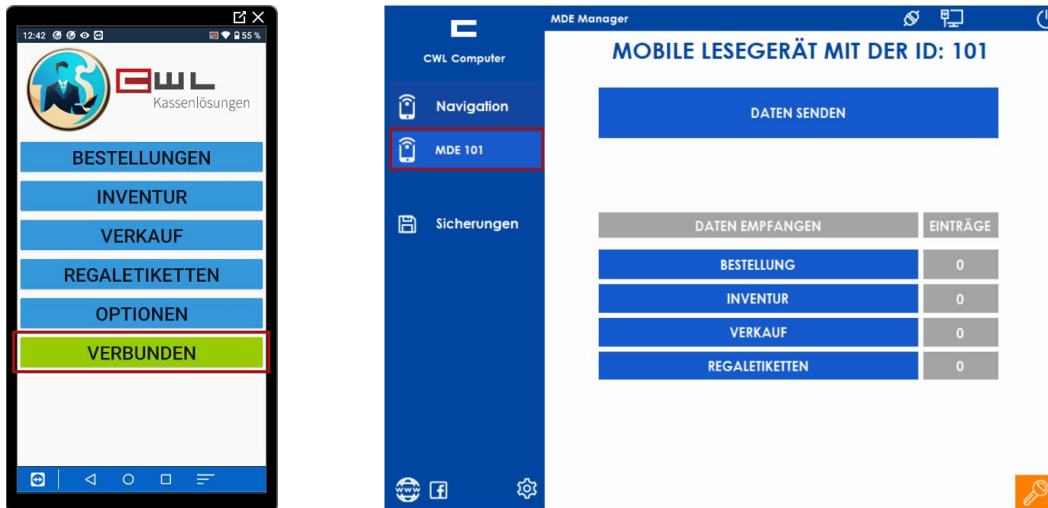 12:42
55 %
CWL
Kassenlösungen
BESTELLUNGEN
INVENTUR
VERKAUF
REGALETIKETTEN
OPTIONEN
VERBUNDEN
MDE Manager
CWL Computer
Navigation
MDE 101
Sicherungen
www
MOBILE LESEGERÄT MIT DER ID: 101
DATEN SENDEN
DATEN EMPFANGEN EINTRÄGE
BESTELLUNG 0
INVENTUR 0
VERKAUF 0
REGALETIKETTEN 0